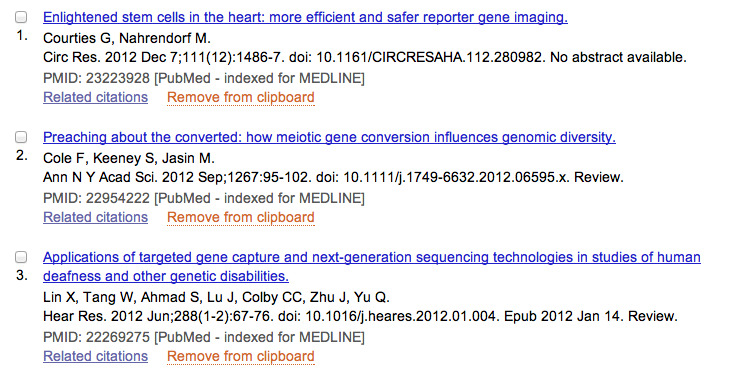 Enlightened stem cells in the heart: more efficient and safer reporter gene imaging.
1. Courties G, Nahrendorf M.
Circ Res. 2012 Dec 7;111(12):1486-7. doi: 10.1161/CIRCRESAHA.112.280982. No abstract available.
PMID: 23223928 [PubMed - indexed for MEDLINE]
Related citations Remove from clipboard
Preaching about the converted: how meiotic gene conversion influences genomic diversity.
2. Cole F, Keeney S, Jasin M.
Ann N Y Acad Sci. 2012 Sep;1267:95-102. doi: 10.1111/j.1749-6632.2012.06595.x. Review.
PMID: 22954222 [PubMed - indexed for MEDLINE]
Related citations Remove from clipboard
Applications of targeted gene capture and next-generation sequencing technologies in studies of human
3. deafness and other genetic disabilities.
Lin X, Tang W, Ahmad S, Lu J, Colby CC, Zhu J, Yu Q.
Hear Res. 2012 Jun;288(1-2):67-76. doi: 10.1016/j.heares.2012.01.004. Epub 2012 Jan 14. Review.
PMID: 22269275 [PubMed - indexed for MEDLINE]
Related citations Remove from clipboard